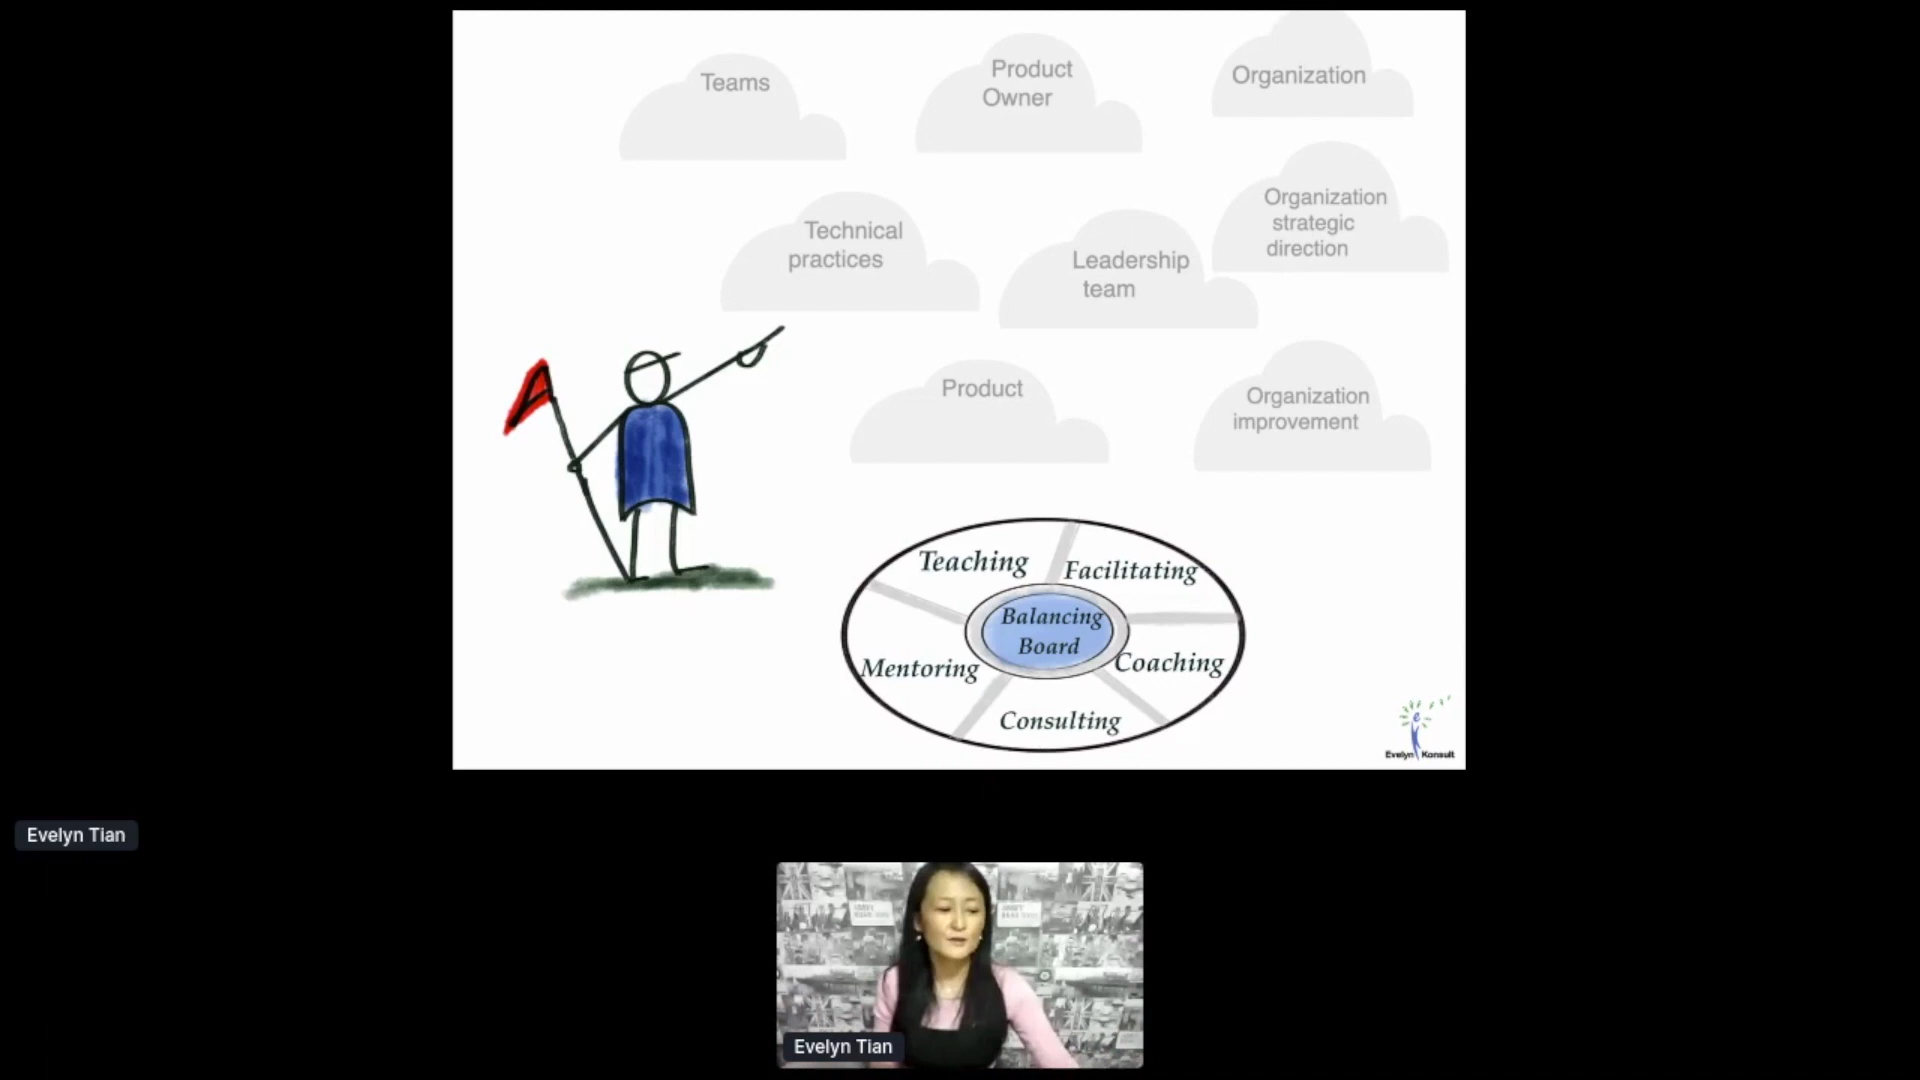 Teams
Product
Owner
Organization
Technical
practices
Leadership
team
Organization
strategic
direction
Product
Organization
improvement
Teaching
Facilitating
Balancing
Board
Mentoring
Coaching
Consulting
e
Evelyn Konsult
Evelyn Tian
Evelyn Tian